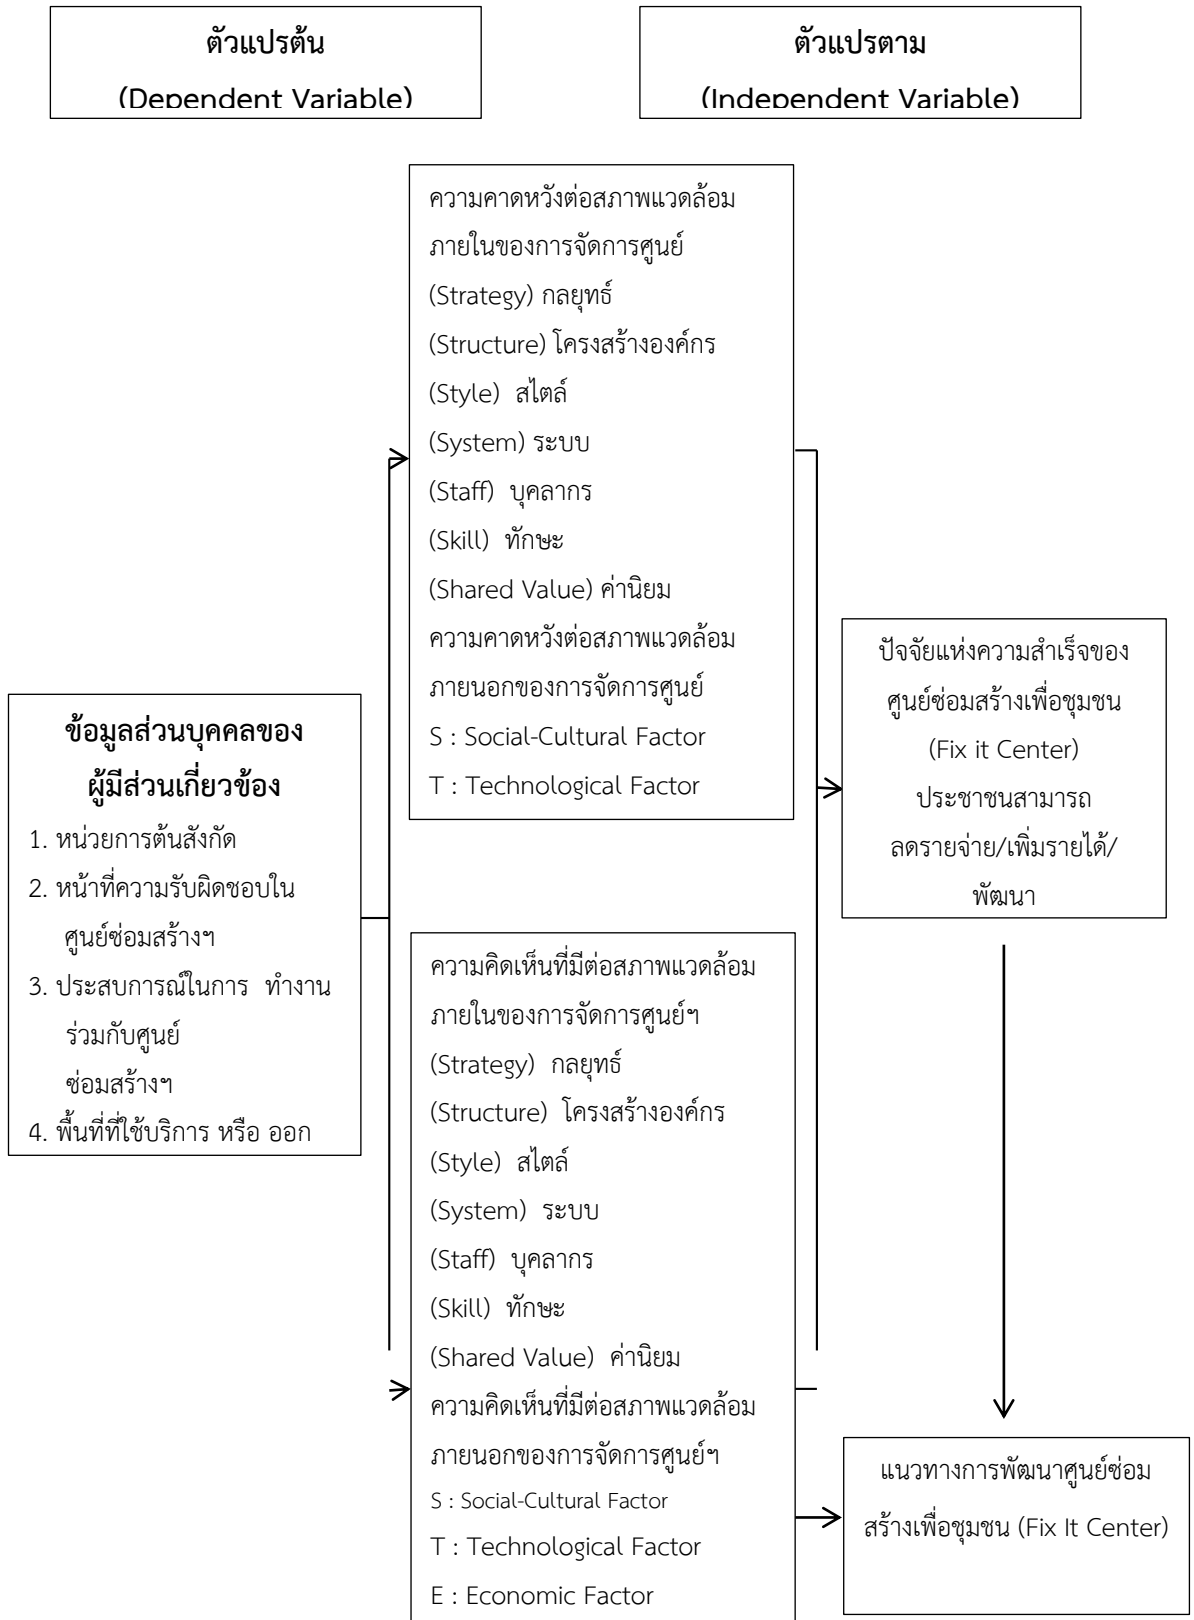 ตัวแปรต้น
(Dependent Variable)
ตัวแปรตาม
(Independent Variable)
ความคาดหวังต่อสภาพแวดล้อม
ภายในของการจัดการศูนย์
(Strategy) กลยุทธ์
(Structure) โครงสร้างองค์กร
(Style) สไตล์
(System) ระบบ
(Staff) บุคลากร
(Skill) ทักษะ
(Shared Value) ค่านิยม
ความคาดหวังต่อสภาพแวดล้อม
ภายนอกของการจัดการศูนย์
S : Social-Cultural Factor
T : Technological Factor
ข้อมูลส่วนบุคคลของ
ผู้มีส่วนเกี่ยวข้อง
1. หน่วยการต้นสังกัด
2. หน้าที่ความรับผิดชอบใน
ศูนย์ซ่อมสร้างฯ
3. ประสบการณ์ในการ ทำงาน
ร่วมกับศูนย์
ซ่อมสร้างฯ
4. พื้นที่ที่ใช้บริการ หรือ ออก
ความคิดเห็นที่มีต่อสภาพแวดล้อม
ภายในของการจัดการศูนย์ฯ
(Strategy) กลยุทธ์
(Structure) โครงสร้างองค์กร
(Style) สไตล์
(System) ระบบ
(Staff) บุคลากร
(Skill) ทักษะ
(Shared Value) ค่านิยม
ความคิดเห็นที่มีต่อสภาพแวดล้อม
ภายนอกของการจัดการศูนย์ฯ
S : Social-Cultural Factor
T : Technological Factor
E : Economic Factor
ปัจจัยแห่งความสำเร็จของ
ศูนย์ซ่อมสร้างเพื่อชุมชน
(Fix it Center)
ประชาชนสามารถ
ลดรายจ่าย/เพิ่มรายได้/
พัฒนา
แนวทางการพัฒนาศูนย์ซ่อม
สร้างเพื่อชุมชน (Fix It Center)